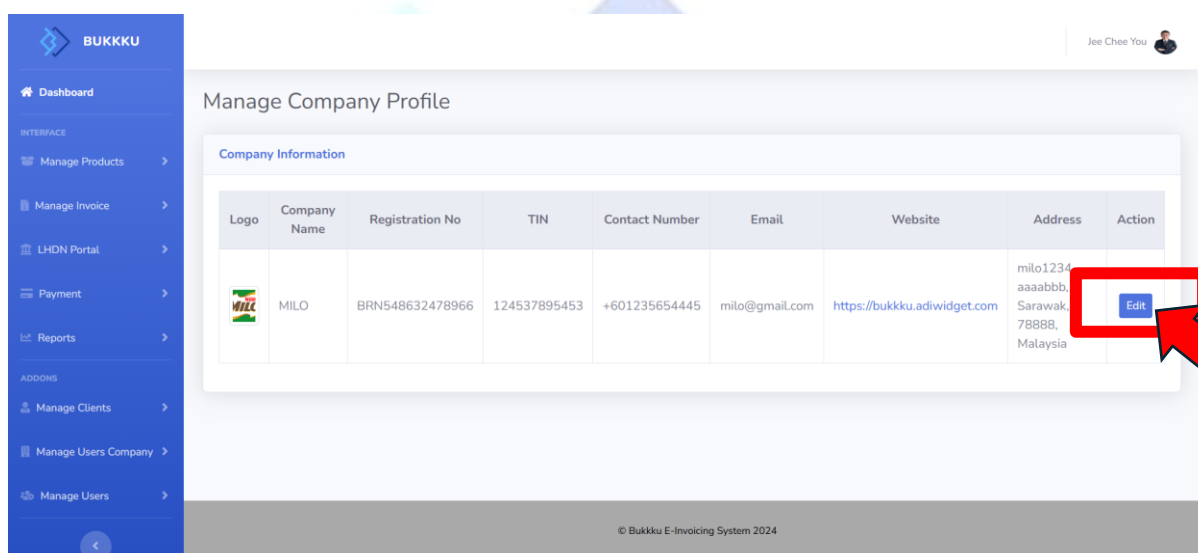 BUKKKU
Jee Chee You
Dashboard
Manage Company Profile
INTERFACE
Manage Products
Manage Invoice
LHDN Portal
Payment
Reports
ADDONS
Manage Clients
Manage Users Company
Manage Users
Company Information
Logo Company Name Registration No TIN Contact Number Email Website Address Action
MILO BRN548632478966 124537895453 +601235654445 milo@gmail.com https://bukkku.adiwidget.com
milo1234
aaaabbb,
Sarawak,
78888,
Malaysia
Edit
© Bukkku E-Invoicing System 2024